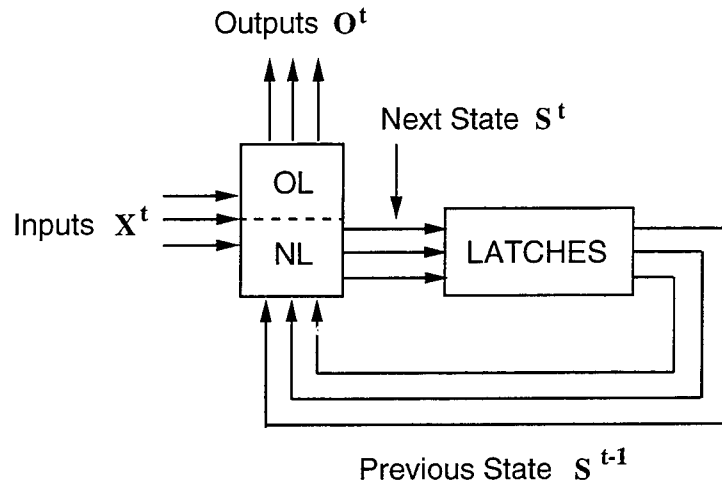 Outputs O^t
Next State S^t
OL
Inputs X^t
NL
LATCHES
Previous State S^t-1